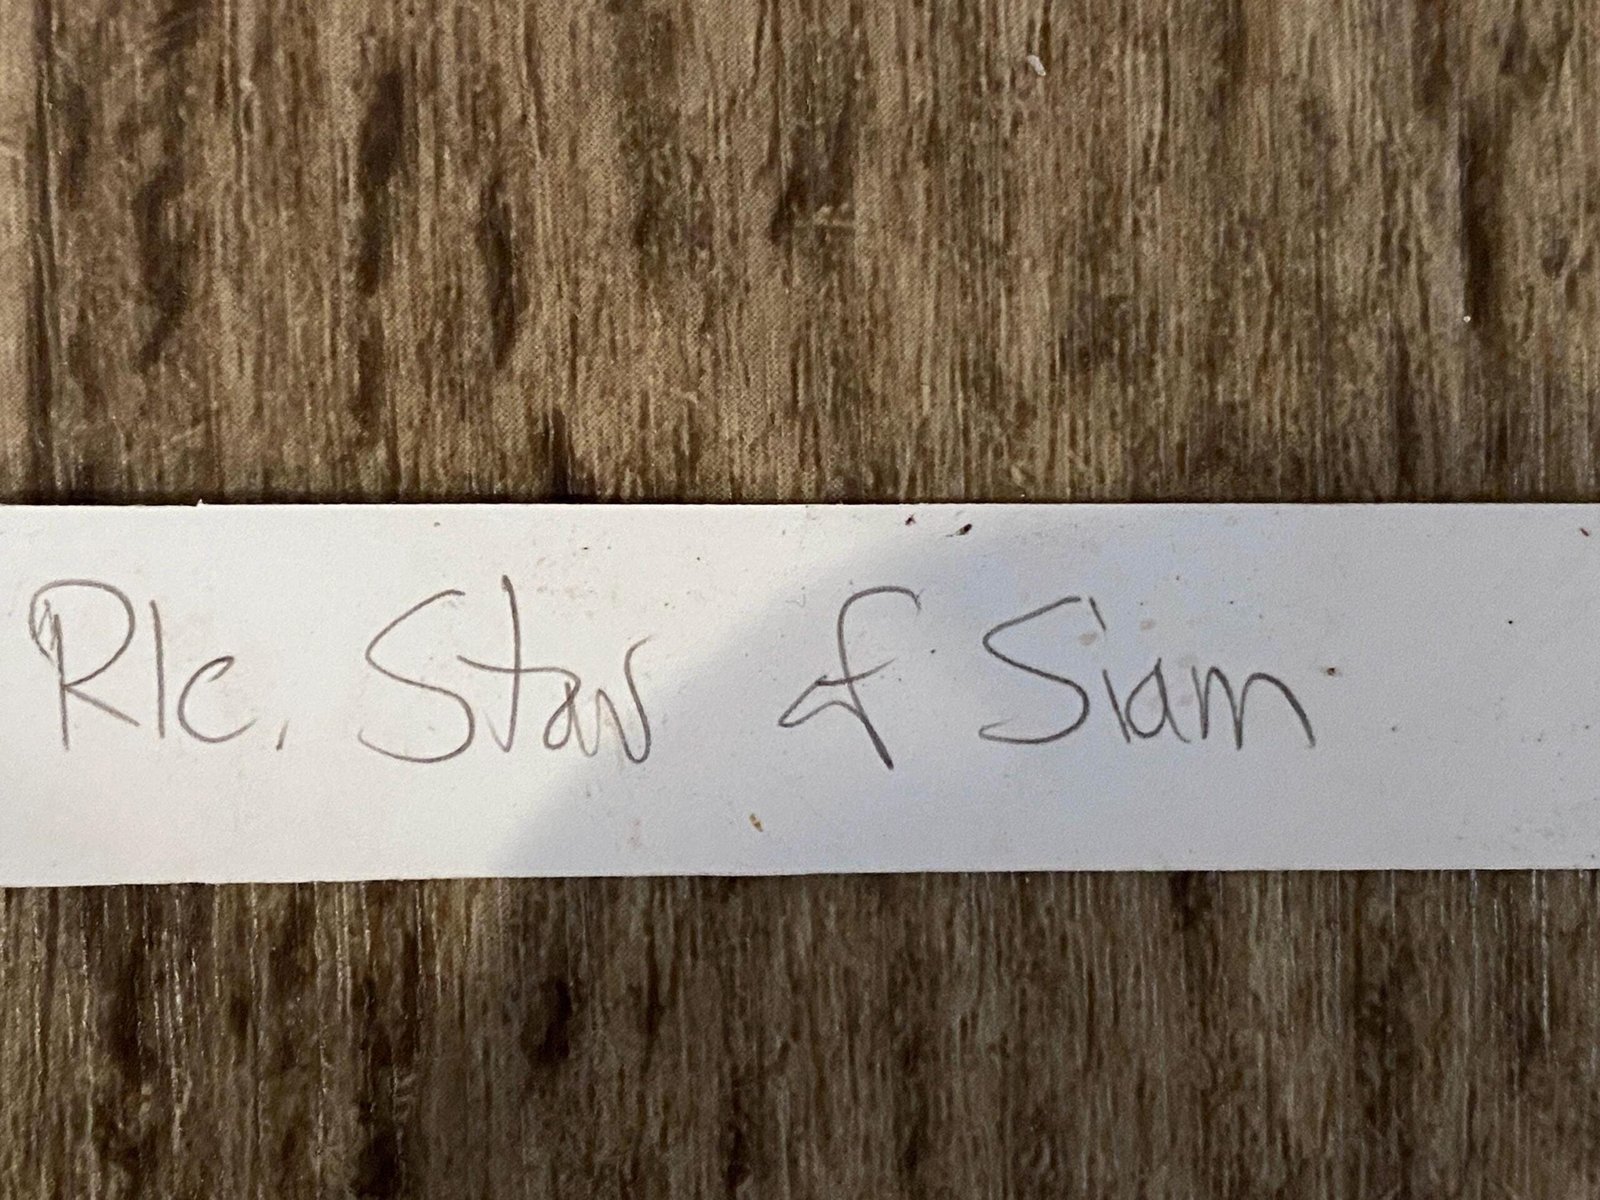 Rlc, Star of Siam